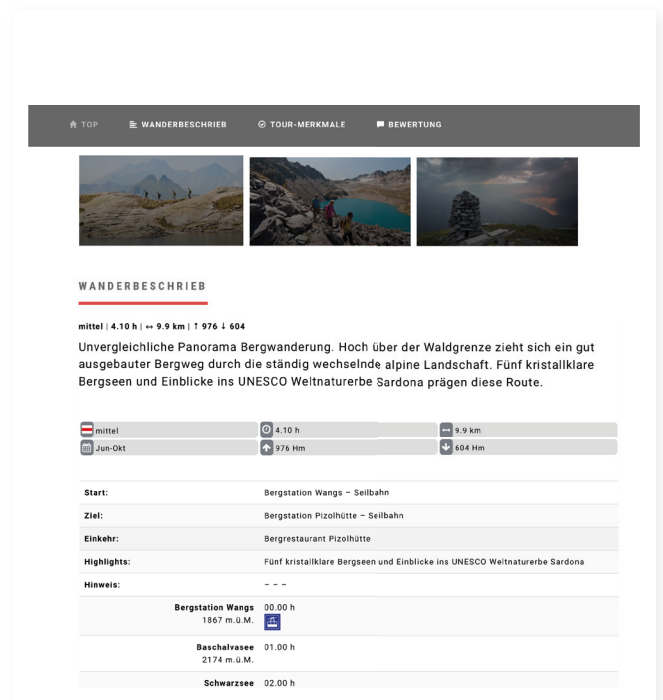 TOP WANDERBESCHRIEB TOUR-MERKMALE BEWERTUNG
WANDERBESCHRIEB
mittel | 4.10 h | ↔ 9.9 km | ↑ 976 ↓ 604
Unvergleichliche Panorama Bergwanderung. Hoch über der Waldgrenze zieht sich ein gut
ausgebauter Bergweg durch die ständig wechselnde alpine Landschaft. Fünf kristallklare
Bergseen und Einblicke ins UNESCO Weltnaturerbe Sardona prägen diese Route.
mittel 4.10 h 9.9 km
Jun-Okt 976 Hm 604 Hm
Start: Bergstation Wangs – Seilbahn
Ziel: Bergstation Pizolhütte – Seilbahn
Einkehr: Bergrestaurant Pizolhütte
Highlights: Fünf kristallklare Bergseen und Einblicke ins UNESCO Weltnaturerbe Sardona
Hinweis: – – –
Bergstation Wangs 00.00 h
1867 m.ü.M.
Baschalvasee 01.00 h
2174 m.ü.M.
Schwarzsee 02.00 h